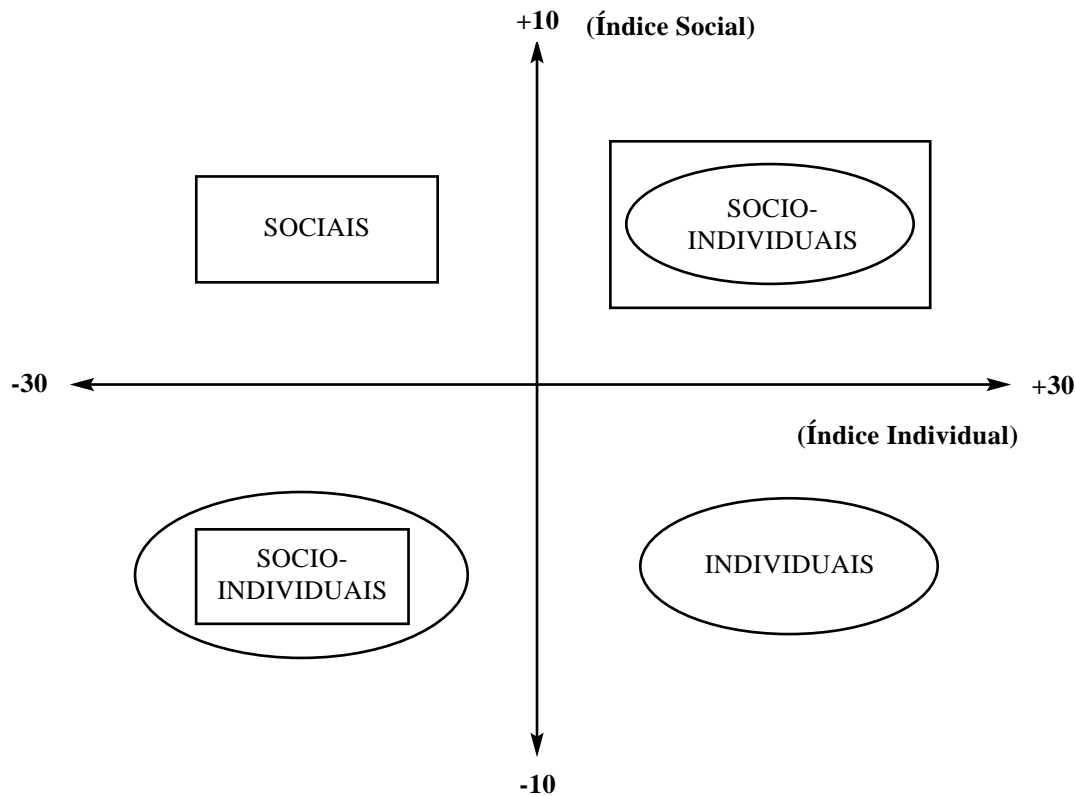 +10 (Índice Social)
SOCIAIS
SOCIO-
INDIVIDUAIS
-30
+30
(Índice Individual)
SOCIO-
INDIVIDUAIS
INDIVIDUAIS
-10